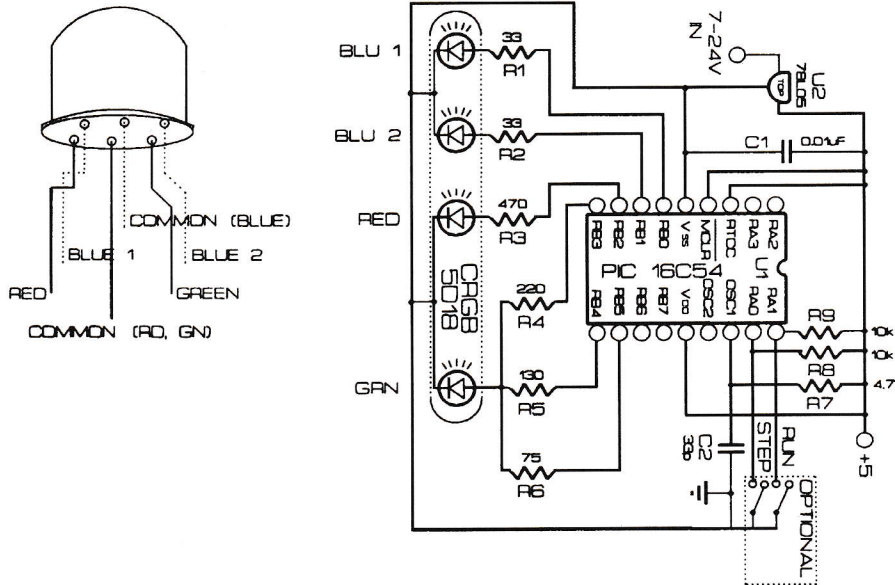 BLU 1
BLU 2
RED
GRN
33
R1
33
R2
470
R3
220
R4
130
R5
75
R6
CRGB
5018
7-24V
IN
U2
78L05
TOP
C1
0.01uF
RB3
RB2
RB1
RB0
Vss
MCLR
RTCC
RA3
RA2
PIC 16C54
U1
RB4
RB5
RB6
RB7
VDD
OSC2
OSC1
RA0
RA1
R9
10k
R8
10k
R7
4.7
C2
STEP
RUN
+5
OPTIONAL
COMMON (BLUE)
BLUE 1
BLUE 2
RED
GREEN
COMMON (RD, GN)